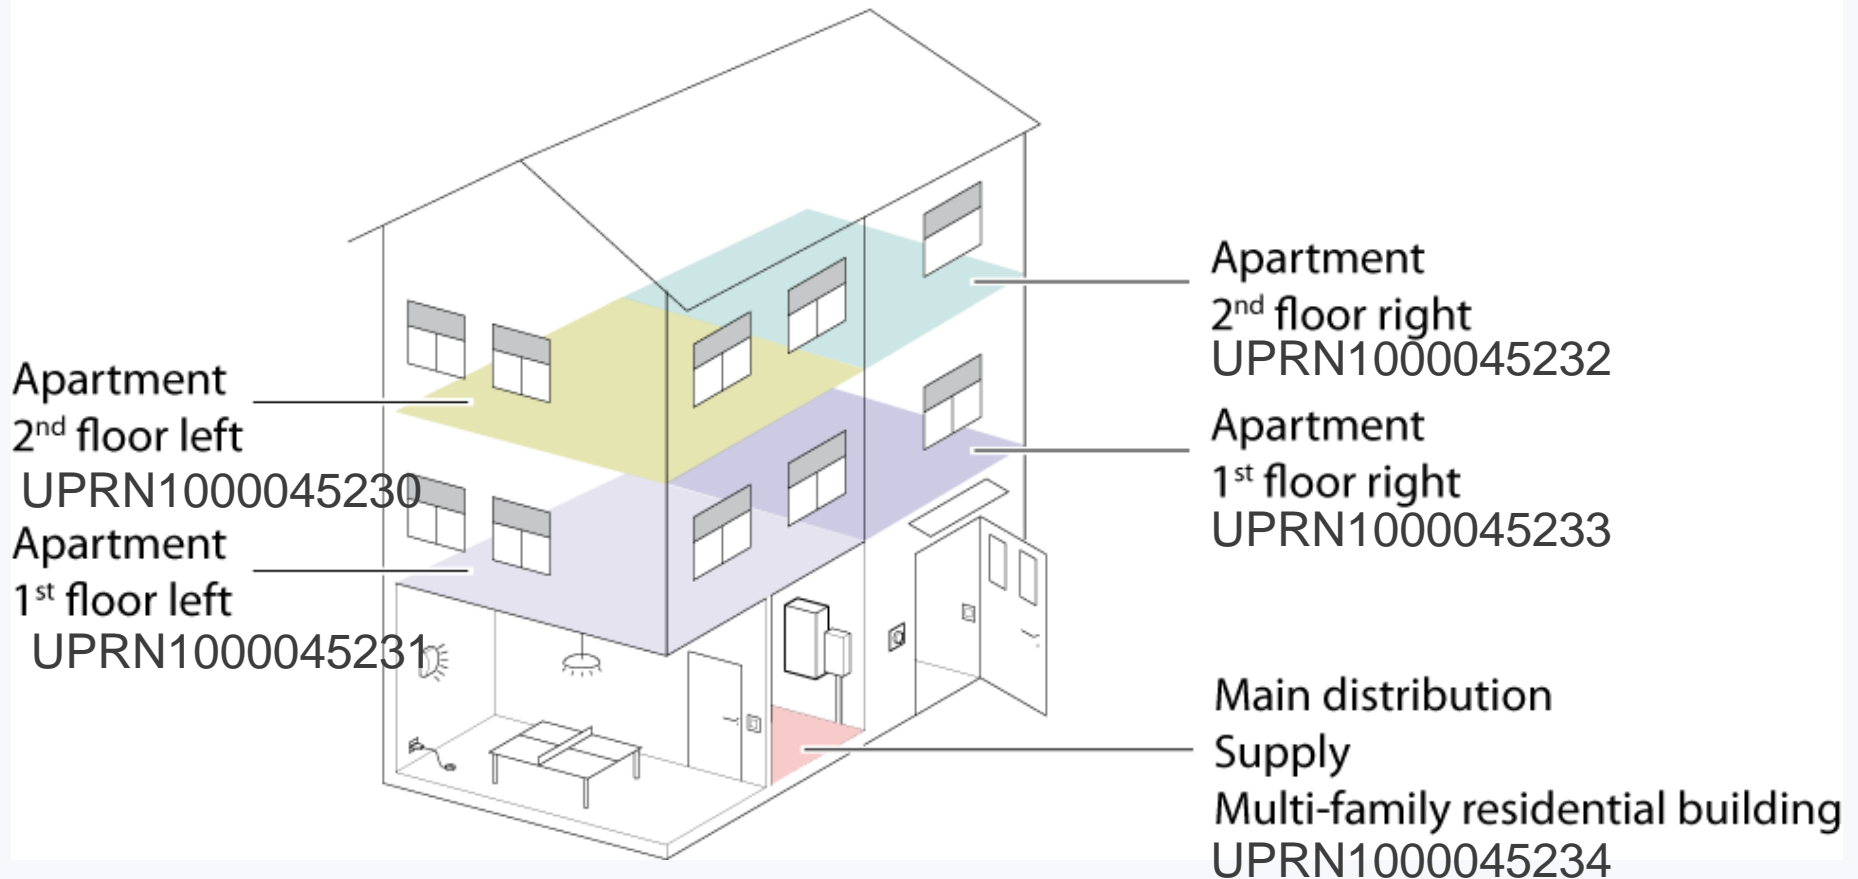 Apartment
2nd floor left
UPRN1000045230
Apartment
1st floor left
UPRN1000045231
Apartment
2nd floor right
UPRN1000045232
Apartment
1st floor right
UPRN1000045233
Main distribution
Supply
Multi-family residential building
UPRN1000045234